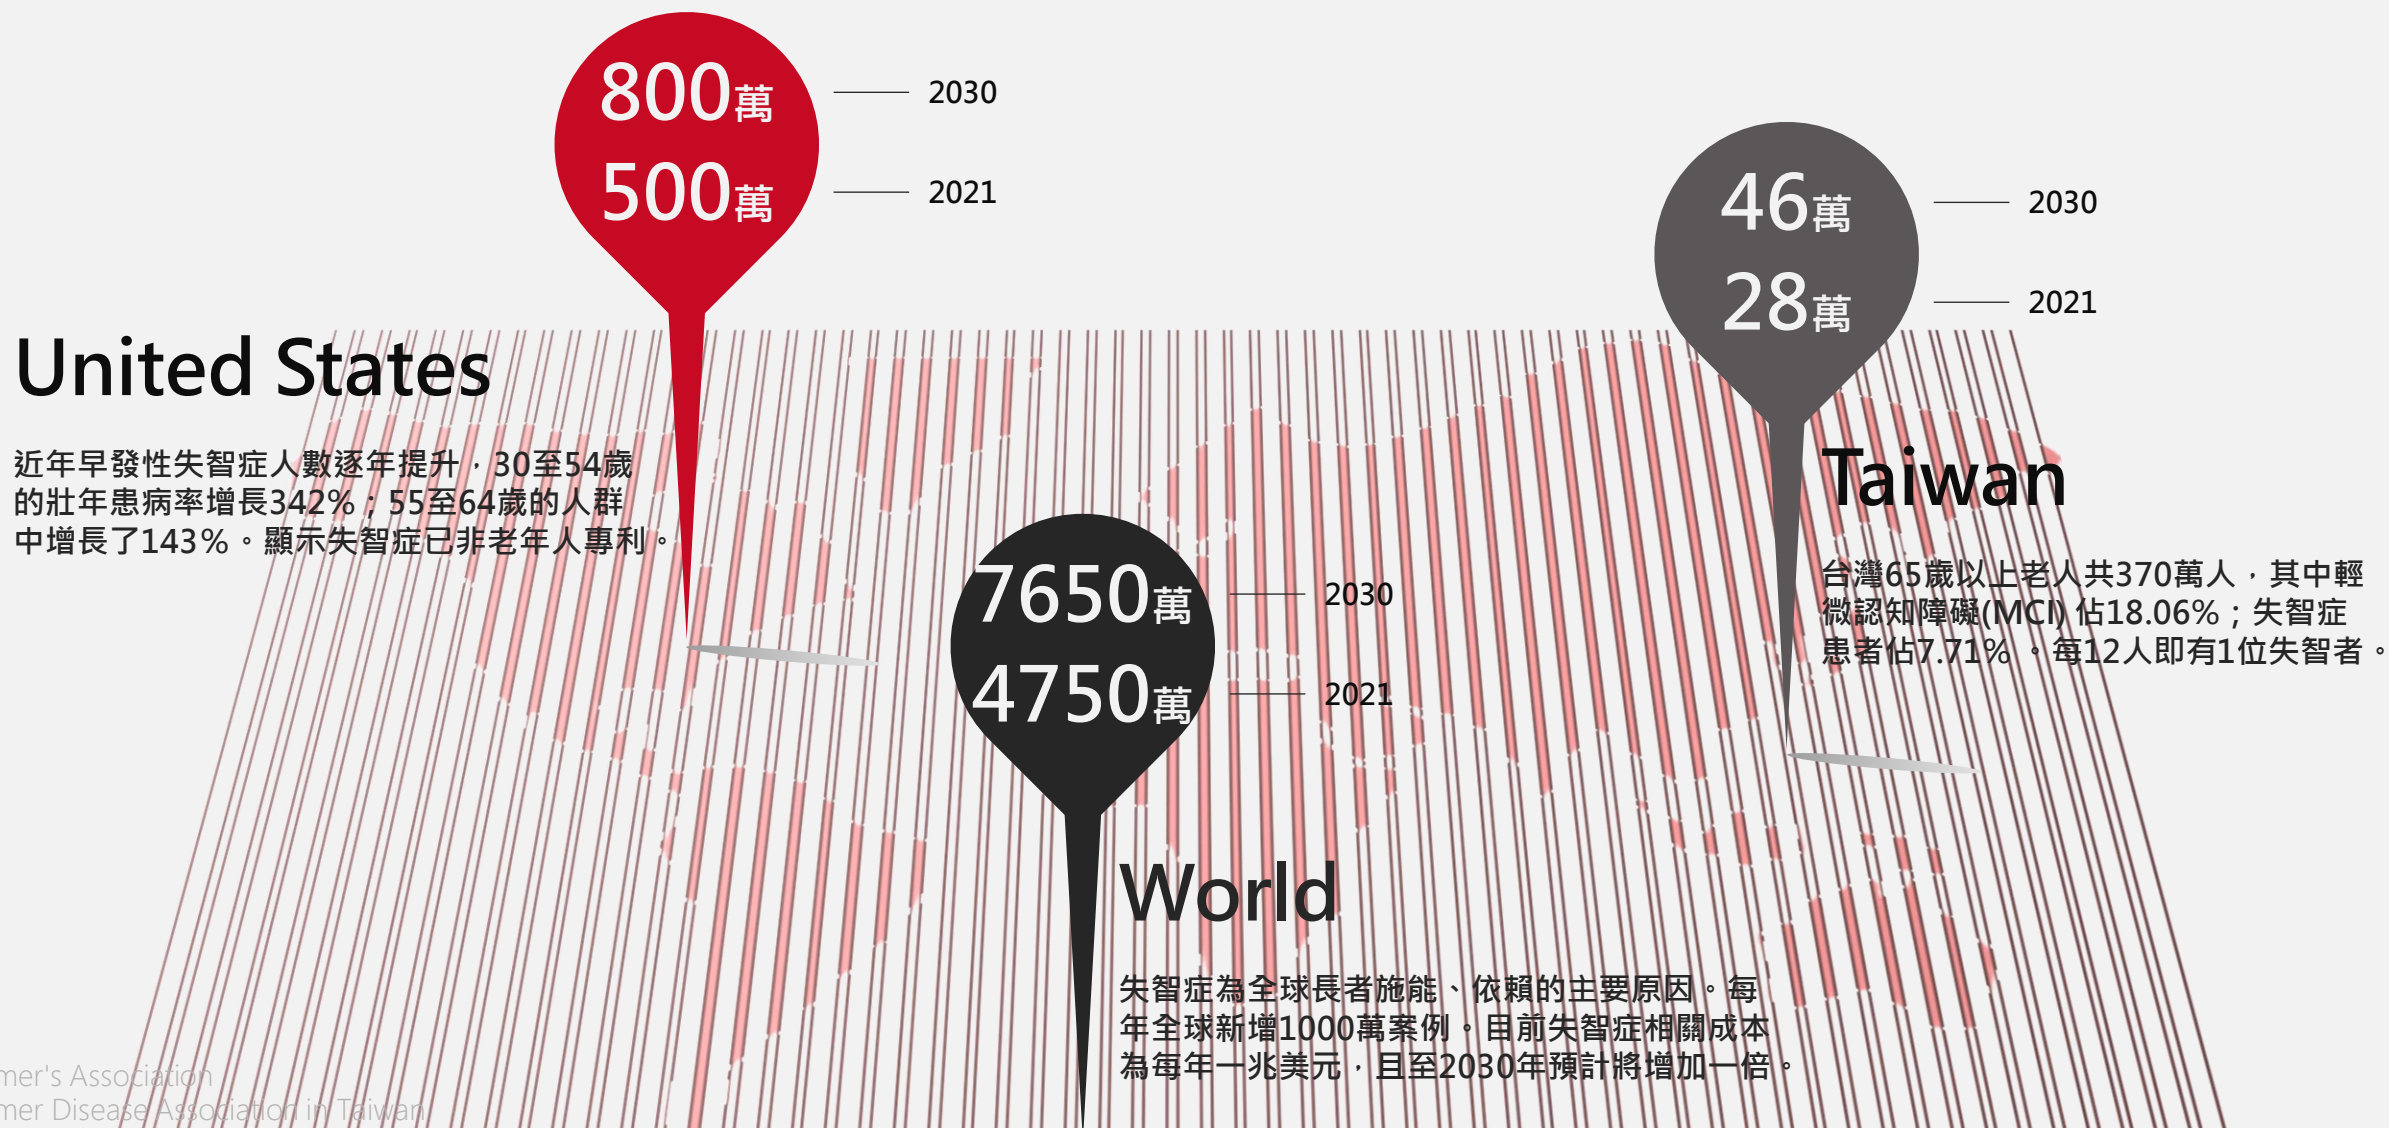 800萬
2030
500萬
2021
United States
近年早發性失智症人數逐年提升，30至54歲
的壯年患病率增長342%；55至64歲的人群
中增長了143%。顯示失智症已非老年人專利。
46萬
2030
28萬
2021
Taiwan
台灣65歲以上老人共370萬人，其中輕
微認知障礙(MCI) 佔18.06%；失智症
患者佔7.71% 。每12人即有1位失智者。
7650萬
2030
4750萬
2021
World
失智症為全球長者施能、依賴的主要原因。每
年全球新增1000萬案例。目前失智症相關成本
為每年一兆美元，且至2030年預計將增加一倍。
mer's Association
mer Disease Association in Taiwan